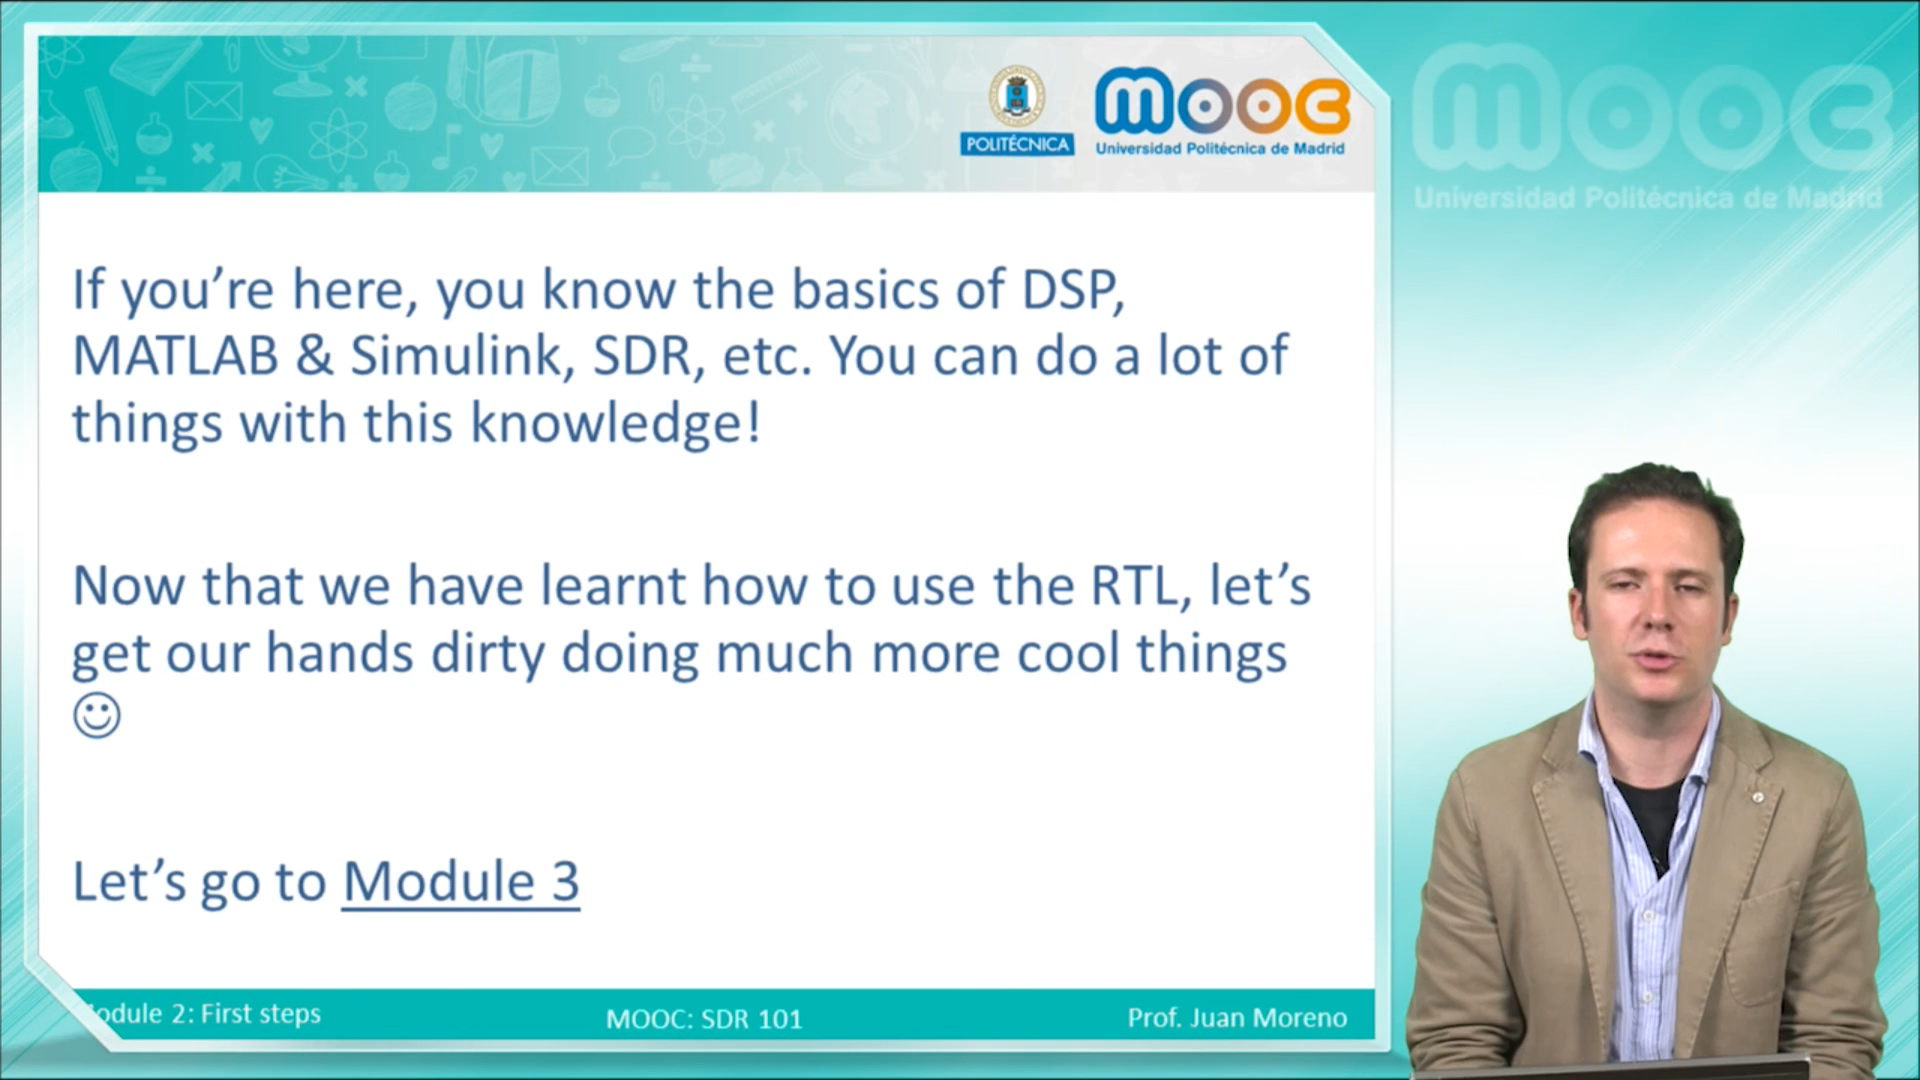 POLITÉCNICA
mooc
Universidad Politécnica de Madrid
mooc
Universidad Politécnica de Madrid
If you’re here, you know the basics of DSP,
MATLAB & Simulink, SDR, etc. You can do a lot of
things with this knowledge!
Now that we have learnt how to use the RTL, let’s
get our hands dirty doing much more cool things
☺
Let’s go to Module 3
odule 2: First steps
MOOC: SDR 101
Prof. Juan Moreno